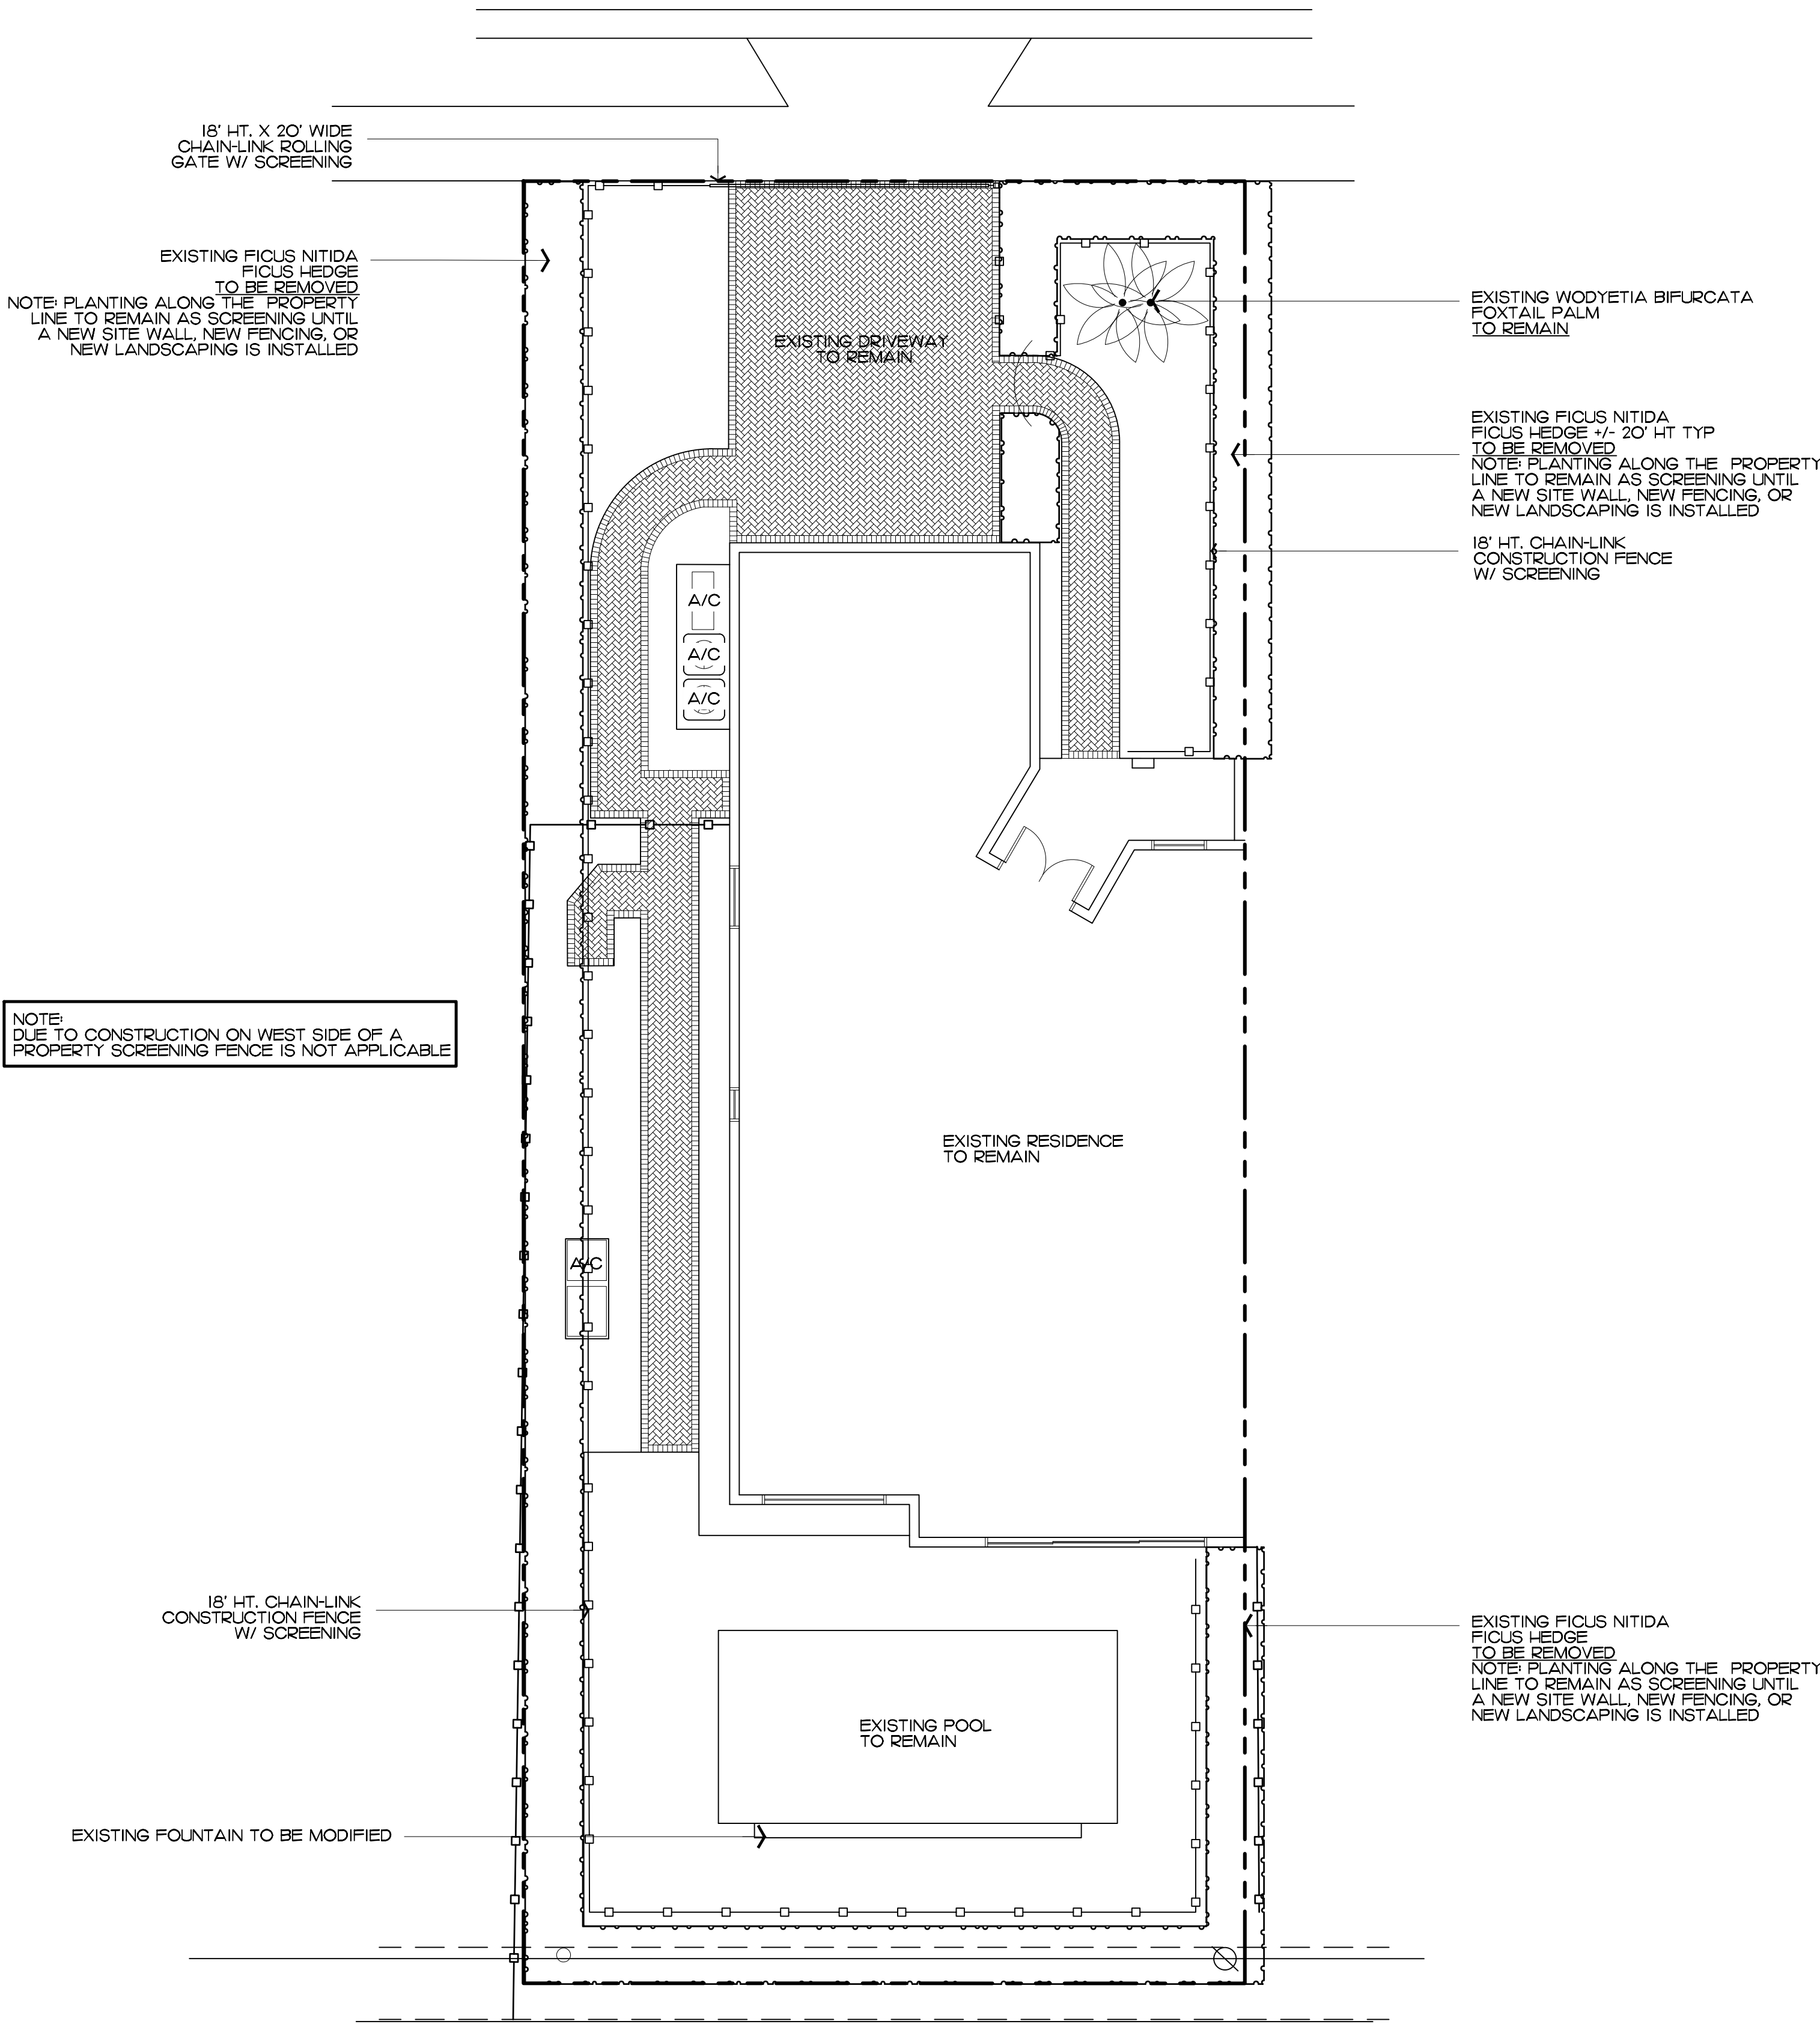 18' HT. X 20' WIDE
CHAIN-LINK ROLLING
GATE W/ SCREENING
EXISTING FICUS NITIDA
FICUS HEDGE
TO BE REMOVED
NOTE: PLANTING ALONG THE PROPERTY
LINE TO REMAIN AS SCREENING UNTIL
A NEW SITE WALL, NEW FENCING, OR
NEW LANDSCAPING IS INSTALLED
EXISTING WODYETIA BIFURCATA
FOXTAIL PALM
TO REMAIN
EXISTING DRIVEWAY
TO REMAIN
EXISTING FICUS NITIDA
FICUS HEDGE +/- 20' HT TYP
TO BE REMOVED
NOTE: PLANTING ALONG THE PROPERTY
LINE TO REMAIN AS SCREENING UNTIL
A NEW SITE WALL, NEW FENCING, OR
NEW LANDSCAPING IS INSTALLED
18' HT. CHAIN-LINK
CONSTRUCTION FENCE
W/ SCREENING
A/C
A/C
A/C
NOTE:
DUE TO CONSTRUCTION ON WEST SIDE OF A
PROPERTY SCREENING FENCE IS NOT APPLICABLE
EXISTING RESIDENCE
TO REMAIN
A/C
18' HT. CHAIN-LINK
CONSTRUCTION FENCE
W/ SCREENING
EXISTING FICUS NITIDA
FICUS HEDGE
TO BE REMOVED
NOTE: PLANTING ALONG THE PROPERTY
LINE TO REMAIN AS SCREENING UNTIL
A NEW SITE WALL, NEW FENCING, OR
NEW LANDSCAPING IS INSTALLED
EXISTING POOL
TO REMAIN
EXISTING FOUNTAIN TO BE MODIFIED